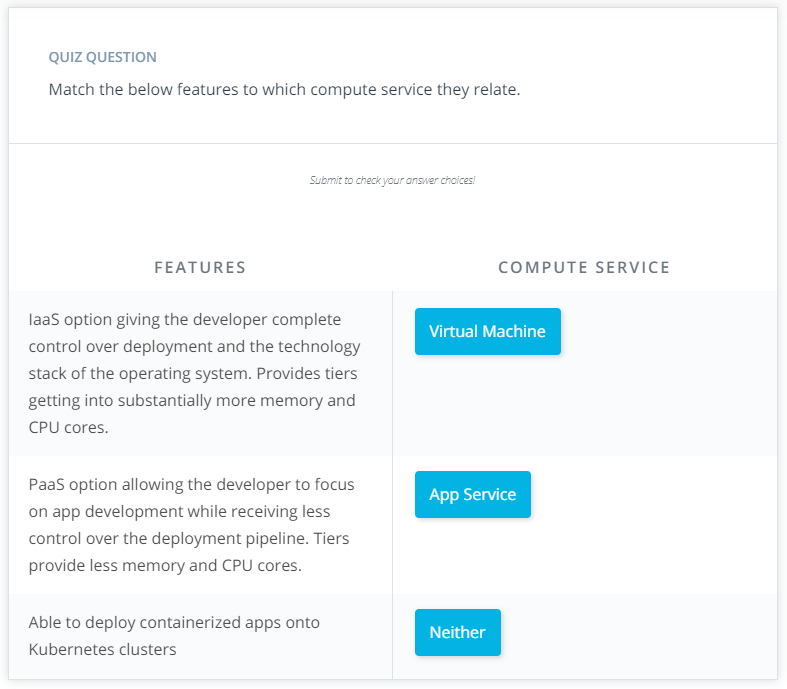 QUIZ QUESTION
Match the below features to which compute service they relate.
Submit to check your answer choices!
FEATURES
COMPUTE SERVICE
IaaS option giving the developer complete
control over deployment and the technology
stack of the operating system. Provides tiers
getting into substantially more memory and
CPU cores.
Virtual Machine
PaaS option allowing the developer to focus
on app development while receiving less
control over the deployment pipeline. Tiers
provide less memory and CPU cores.
App Service
Able to deploy containerized apps onto
Kubernetes clusters
Neither